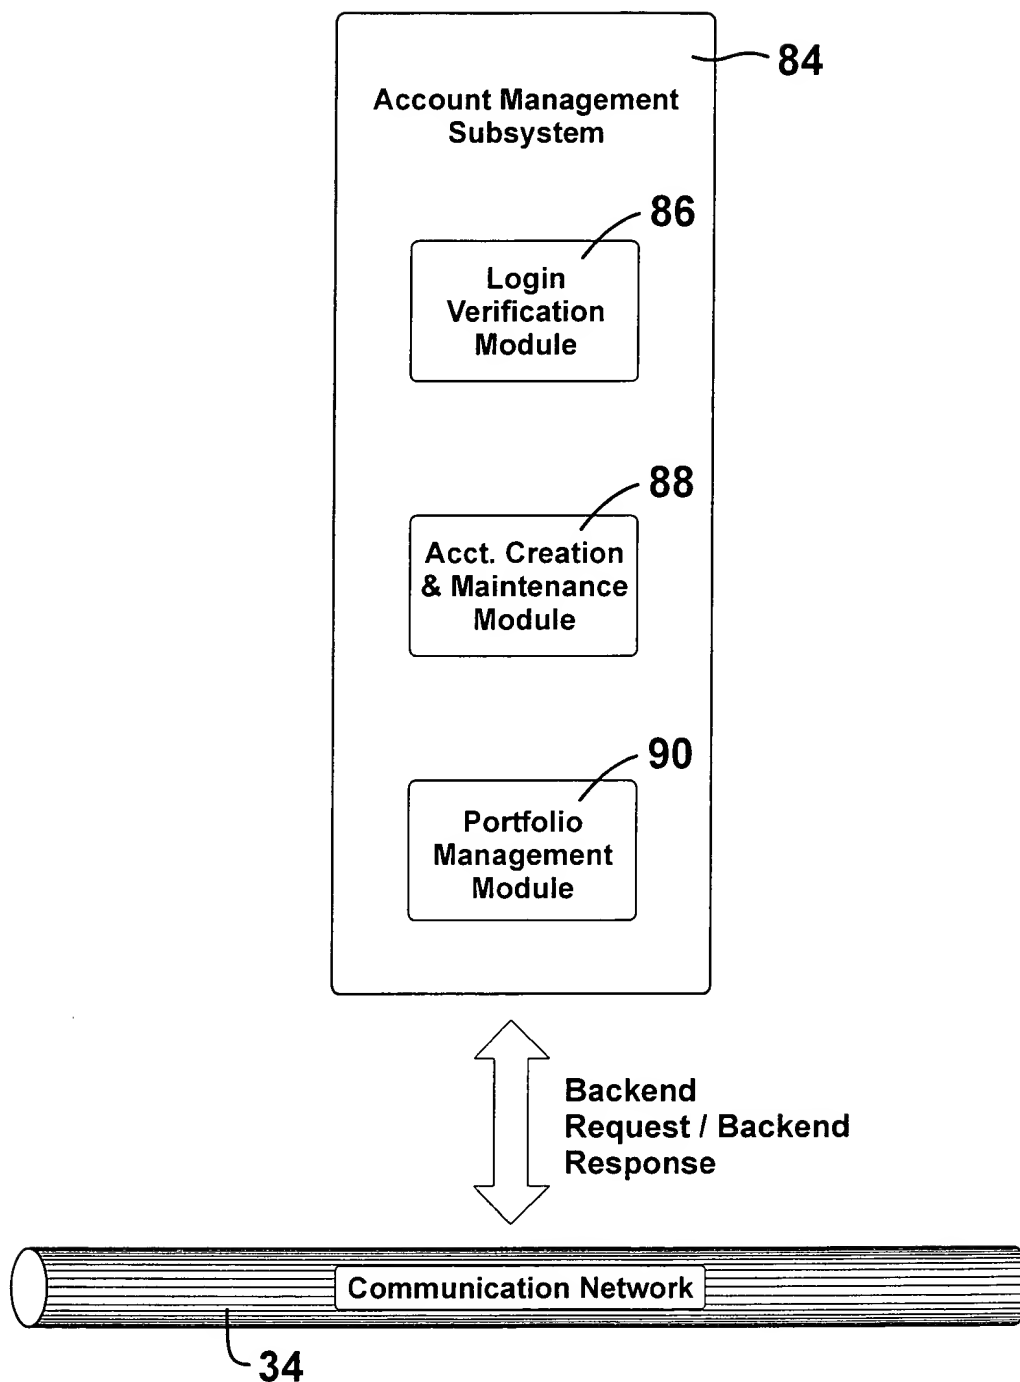 84
Account Management
Subsystem
86
Login
Verification
Module
88
Acct. Creation
& Maintenance
Module
90
Portfolio
Management
Module
Backend
Request / Backend
Response
Communication Network
34